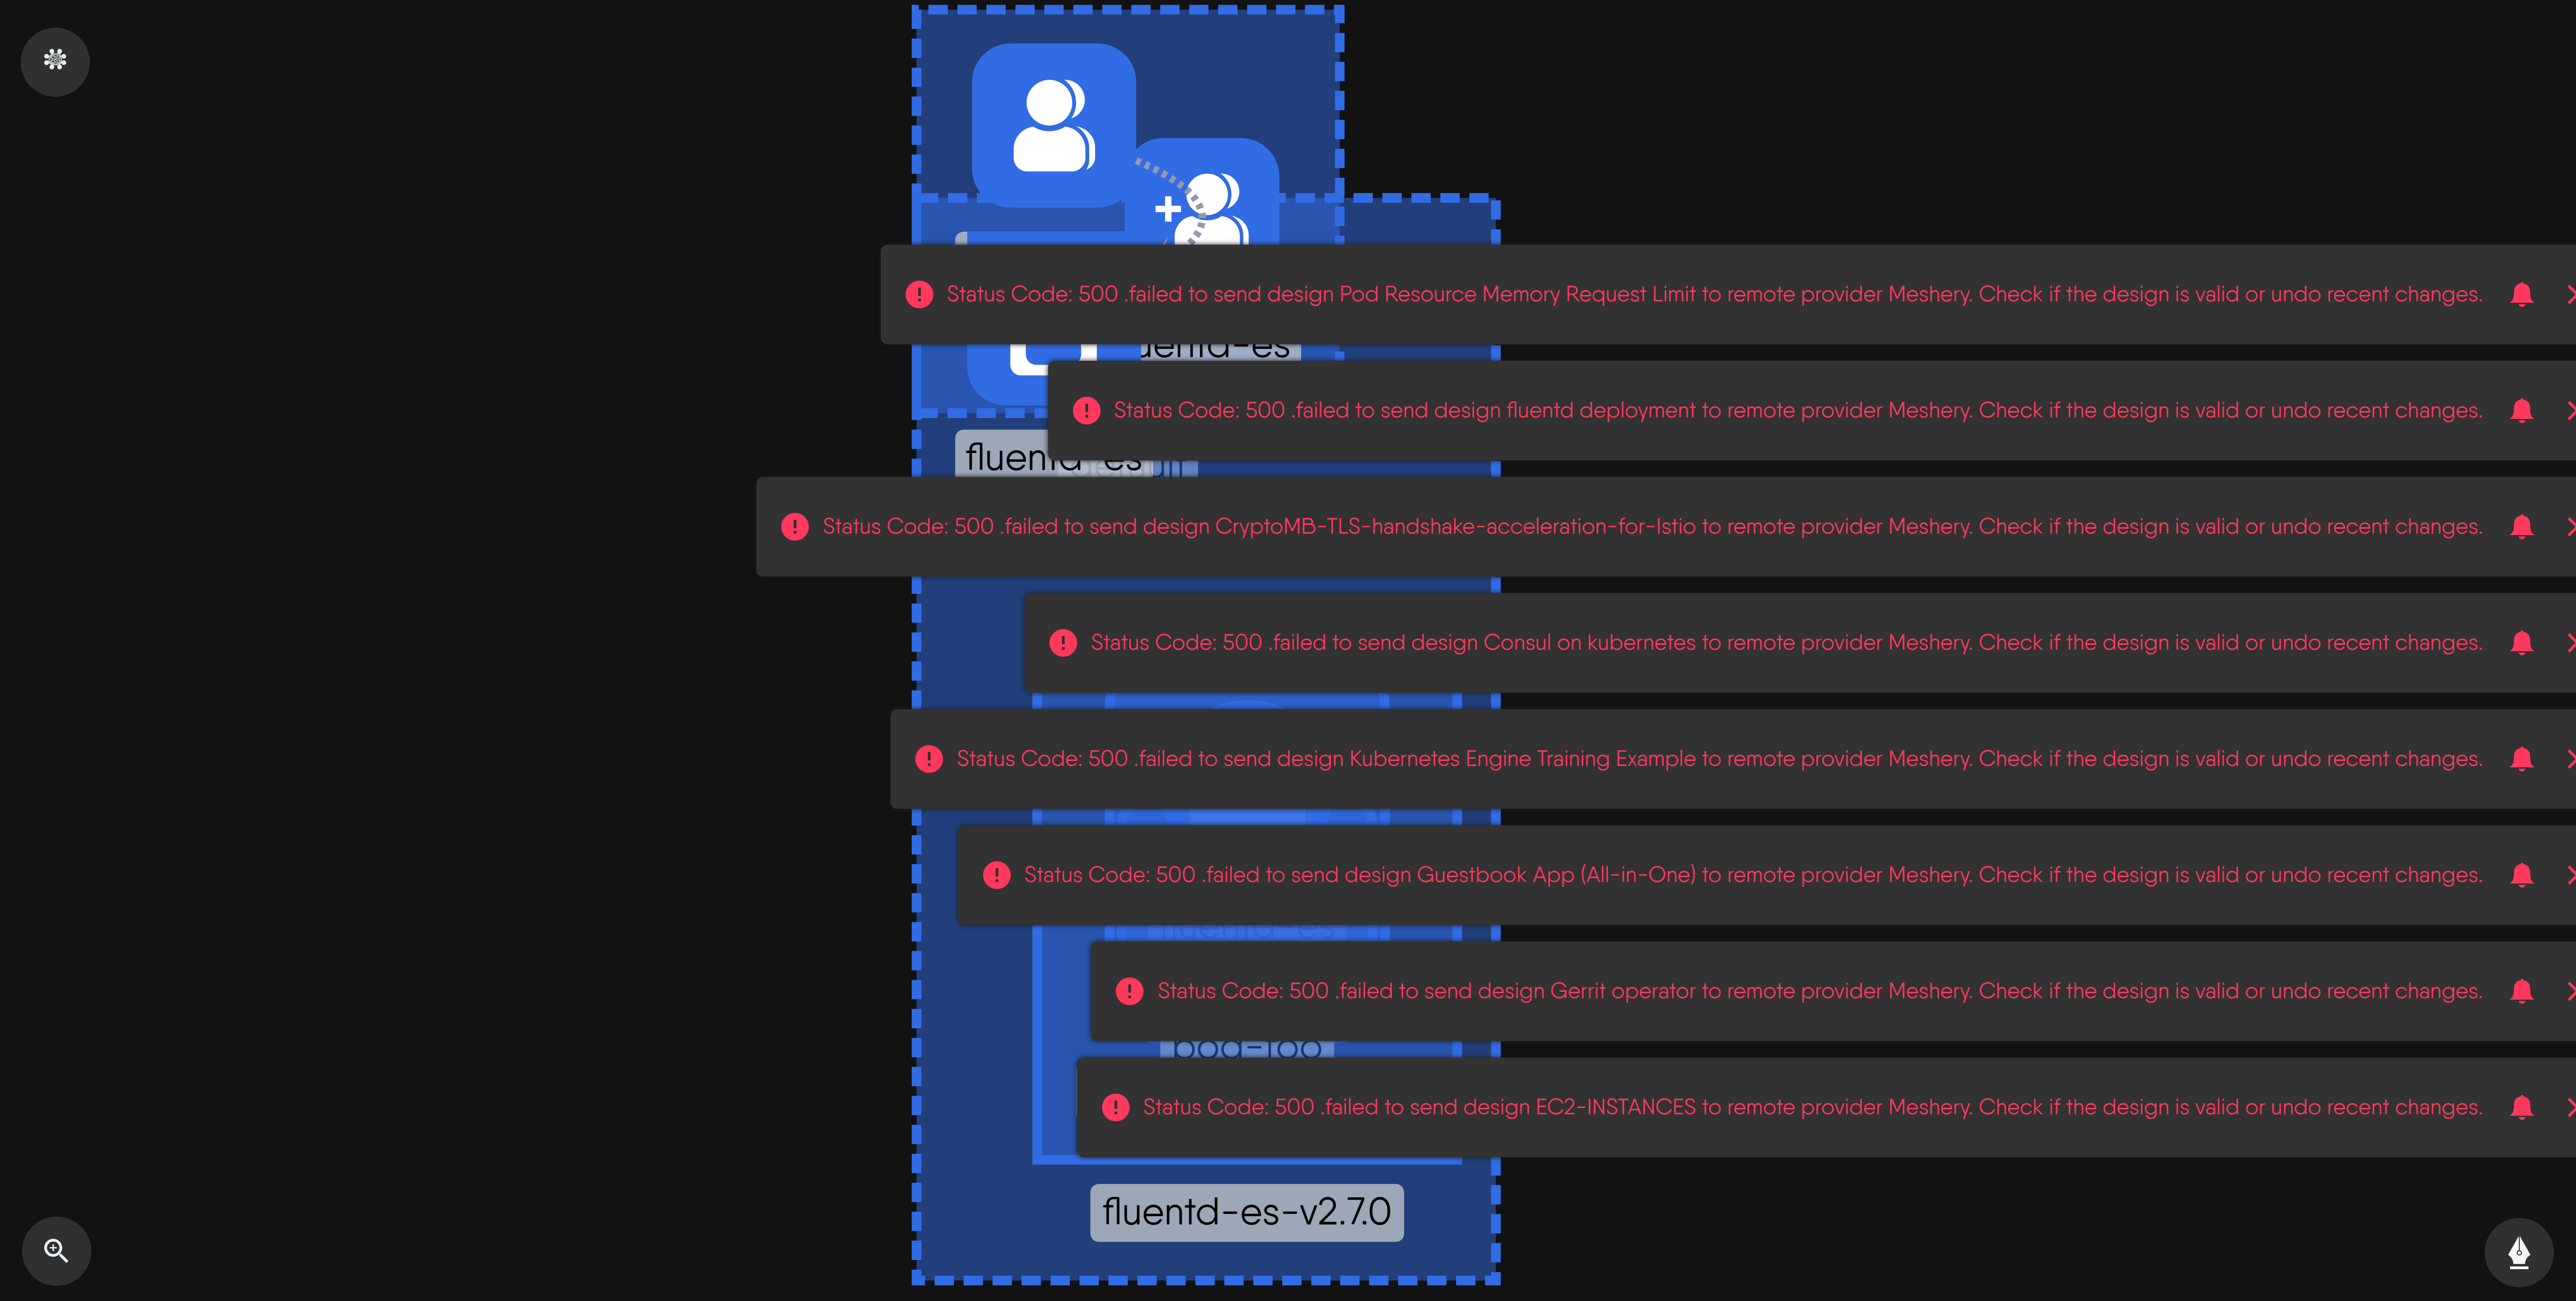 Status Code: 500 .failed to send design Pod Resource Memory Request Limit to remote provider Meshery. Check if the design is valid or undo recent changes.
uentd-es
Status Code: 500 .failed to send design fluentd deployment to remote provider Meshery. Check if the design is valid or undo recent changes.
fluentd-es
Status Code: 500 .failed to send design CryptoMB-TLS-handshake-acceleration-for-Istio to remote provider Meshery. Check if the design is valid or undo recent changes.
Status Code: 500 .failed to send design Consul on kubernetes to remote provider Meshery. Check if the design is valid or undo recent changes.
Status Code: 500 .failed to send design Kubernetes Engine Training Example to remote provider Meshery. Check if the design is valid or undo recent changes.
Status Code: 500 .failed to send design Guestbook App (All-in-One) to remote provider Meshery. Check if the design is valid or undo recent changes.
fluentd-es
Status Code: 500 .failed to send design Gerrit operator to remote provider Meshery. Check if the design is valid or undo recent changes.
Status Code: 500 .failed to send design EC2-INSTANCES to remote provider Meshery. Check if the design is valid or undo recent changes.
fluentd-es-v2.7.0